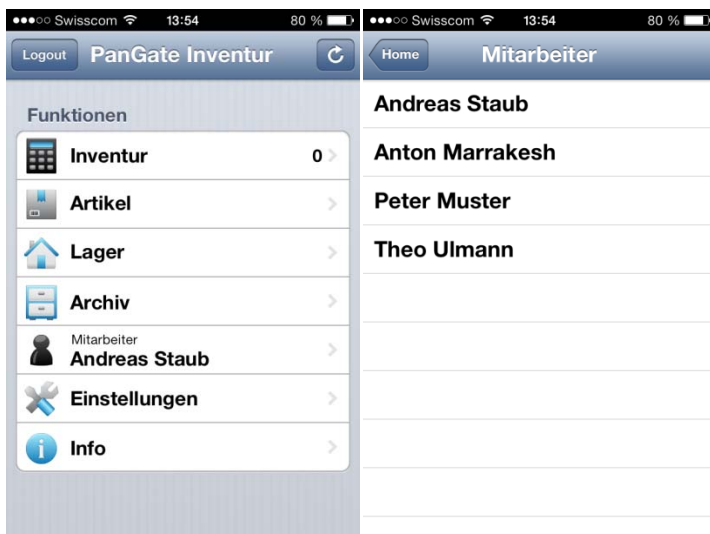 Swisscom 13:54 80 %
Logout PanGate Inventur
Funktionen
Inventur 0
Artikel
Lager
Archiv
Mitarbeiter
Andreas Staub
Einstellungen
Info
Swisscom 13:54 80 %
Home Mitarbeiter
Andreas Staub
Anton Marrakesh
Peter Muster
Theo Ulmann